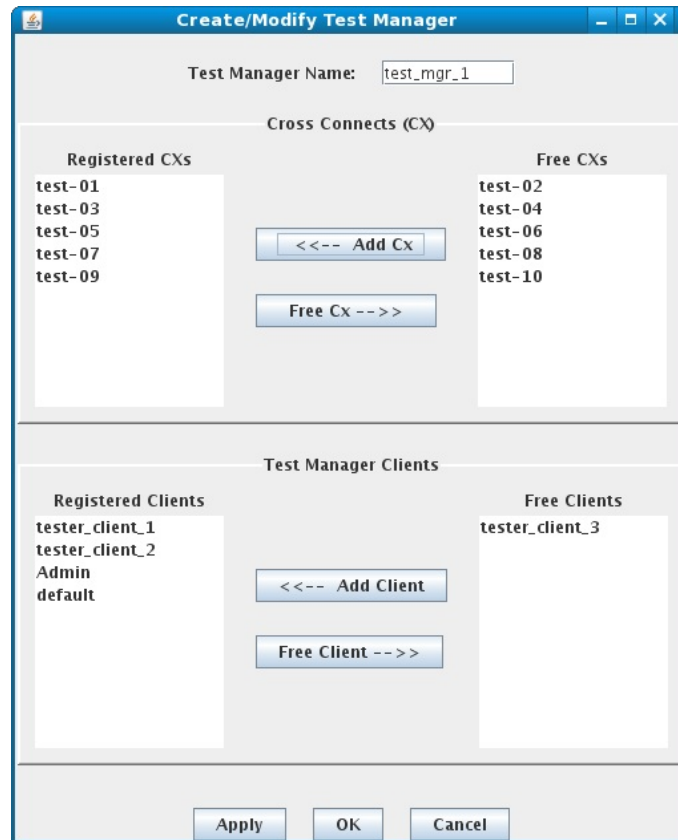 Create/Modify Test Manager
Test Manager Name: test_mgr_1
Cross Connects (CX)
Registered CXs
test-01
test-03
test-05
test-07
test-09
<<-- Add Cx
Free Cx -->>
Free CXs
test-02
test-04
test-06
test-08
test-10
Test Manager Clients
Registered Clients
tester_client_1
tester_client_2
Admin
default
<<-- Add Client
Free Client -->>
Free Clients
tester_client_3
Apply OK Cancel